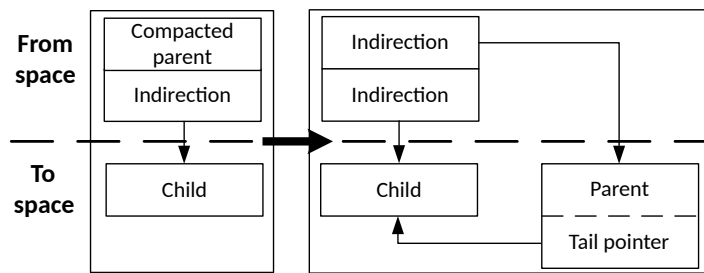 From
space
Compacted
parent
Indirection
Indirection
Indirection
To
space
Child
Child
Parent
Tail pointer